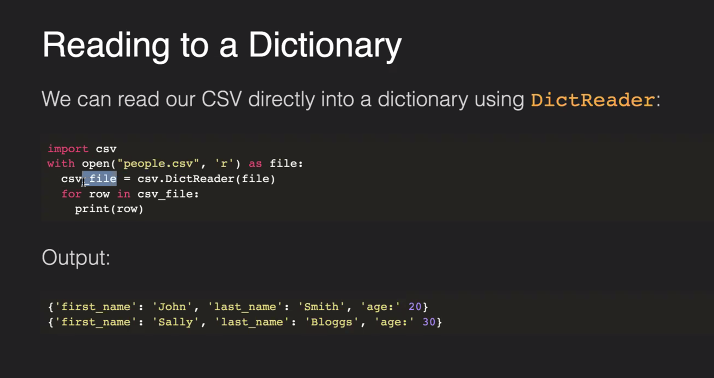 Reading to a Dictionary
We can read our CSV directly into a dictionary using DictReader:
import csv
with open("people.csv", 'r') as file:
  csv_file = csv.DictReader(file)
  for row in csv_file:
    print(row)
Output:
{'first_name': 'John', 'last_name': 'Smith', 'age:' 20}
{'first_name': 'Sally', 'last_name': 'Bloggs', 'age:' 30}